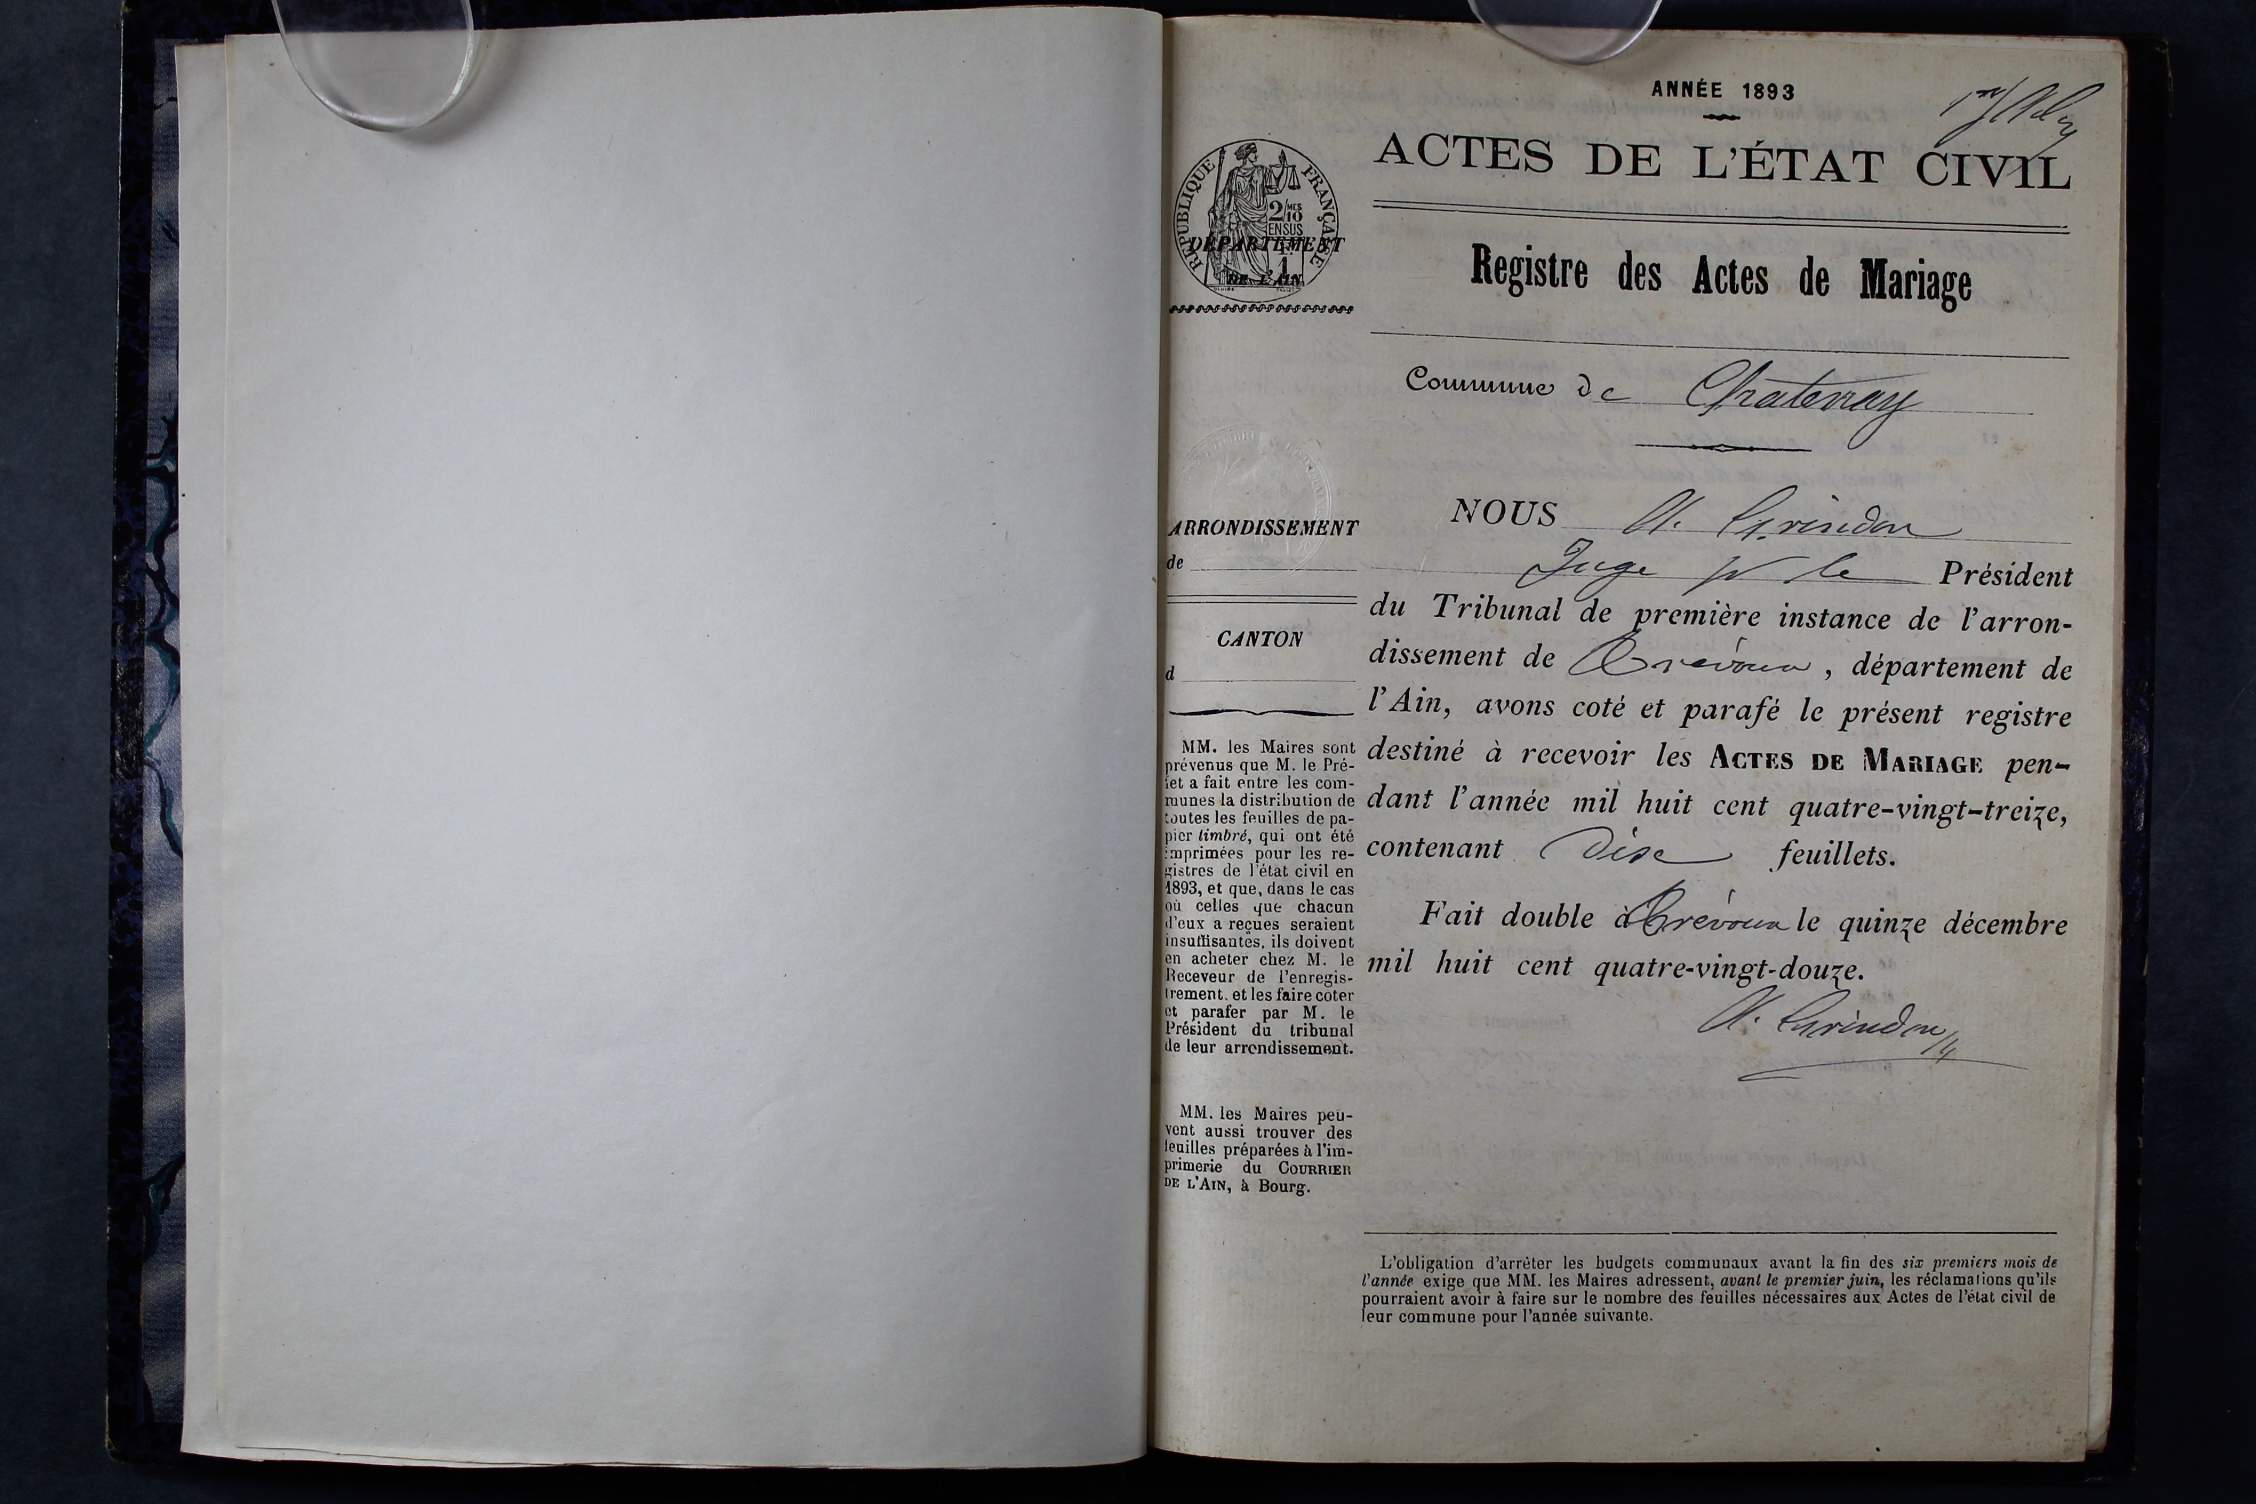 ANNÉE 1893
1er
ACTES DE L'ÉTAT CIVIL
RÉPUBLIQUE FRANÇAISE
2/10 MES
EN SUS
DÉPARTEMENT
DE L'AIN
Registre des Actes de Mariage
Commune de Chatenay
ARRONDISSEMENT
de
CANTON
d
MM. les Maires sont
prévenus que M. le Pré-
fet a fait entre les com-
munes la distribution de
toutes les feuilles de pa-
pier timbré, qui ont été
imprimées pour les re-
gistres de l'état civil en
1893, et que, dans le cas
où celles que chacun
d'eux a reçues seraient
insuffisantes, ils doivent
en acheter chez M. le
Receveur de l'enregis-
trement. et les faire coter
et parafer par M. le
Président du tribunal
de leur arrondissement.
MM. les Maires peu-
vent aussi trouver des
feuilles préparées à l'im-
primerie du COURRIER
DE L'AIN, à Bourg.
NOUS
Juge pr le Président
du Tribunal de première instance de l'arron-
dissement de Trévoux, département de
l'Ain, avons coté et parafé le présent registre
destiné à recevoir les ACTES DE MARIAGE pen-
dant l'année mil huit cent quatre-vingt-treize,
contenant dix feuillets.
Fait double à Trévoux le quinze décembre
mil huit cent quatre-vingt-douze.
L'obligation d'arrêter les budgets communaux avant la fin des six premiers mois de
l'année exige que MM. les Maires adressent, avant le premier juin, les réclamations qu'ils
pourraient avoir à faire sur le nombre des feuilles nécessaires aux Actes de l'état civil de
leur commune pour l'année suivante.